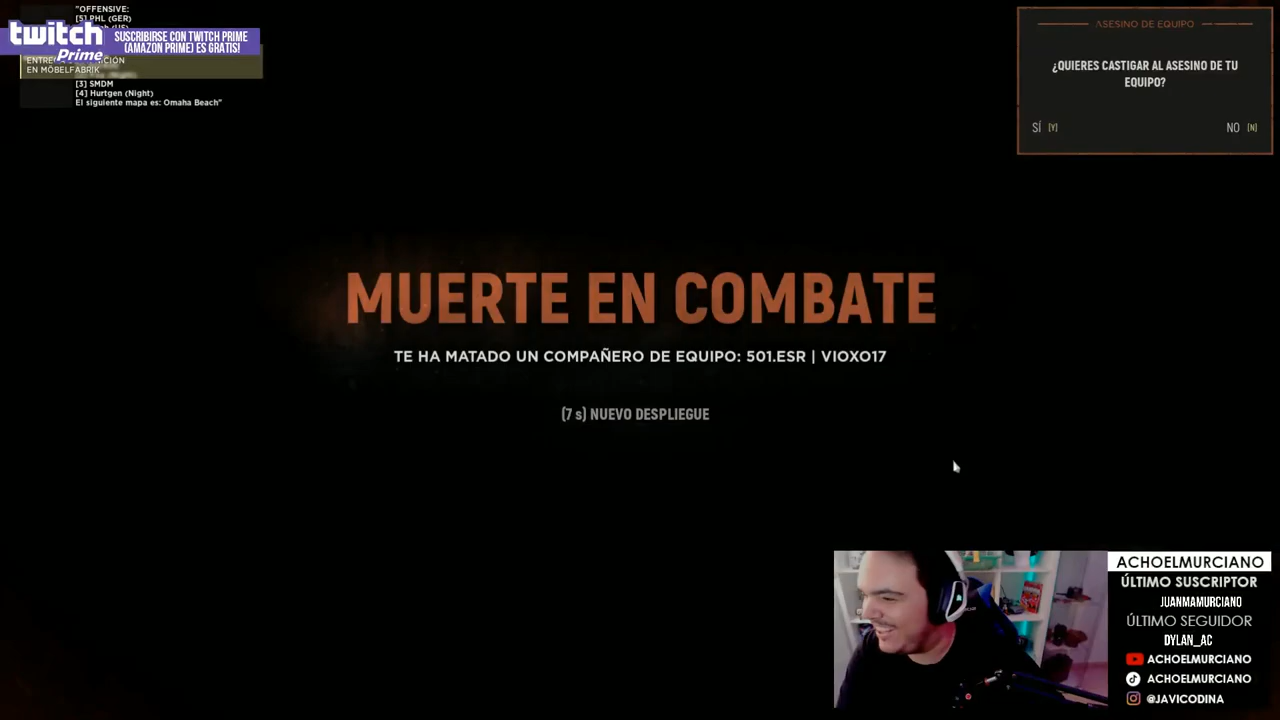 "OFFENSIVE:
[5] PHL (GER)
twitch
Prime
SUSCRIBIRSE CON TWITCH PRIME
(AMAZON PRIME) ES GRATIS!
EN MÖBELFABRIK
[3] SMDM
[4] Hurtgen (Night)
El siguiente mapa es: Omaha Beach"
ASESINO DE EQUIPO
¿QUIERES CASTIGAR AL ASESINO DE TU
EQUIPO?
SÍ [Y]
NO [N]
MUERTE EN COMBATE
TE HA MATADO UN COMPAÑERO DE EQUIPO: 501.ESR | VIOXO17
(7 s) NUEVO DESPLIEGUE
ACHOELMURCIANO
ÚLTIMO SUSCRIPTOR
JUANMAMURCIANO
ÚLTIMO SEGUIDOR
DYLAN_AC
ACHOELMURCIANO
ACHOELMURCIANO
@JAVICODINA